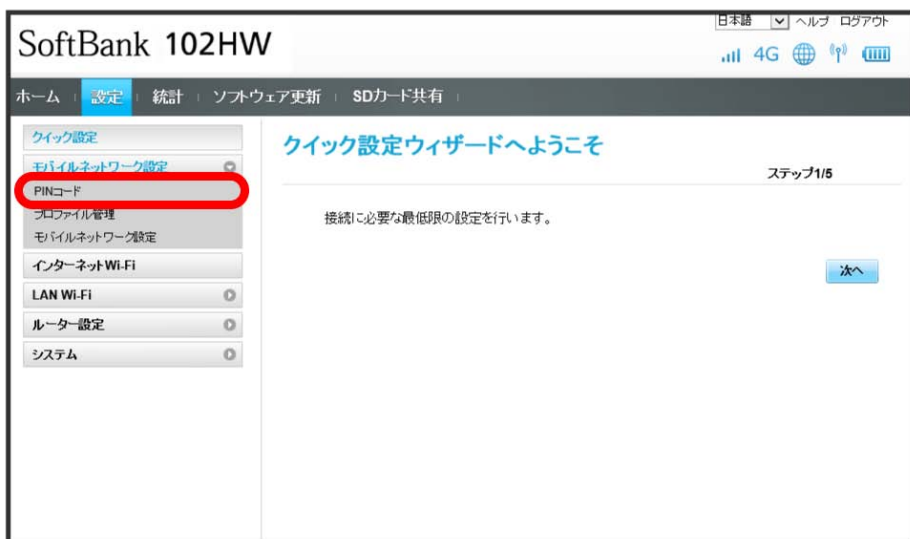 日本語 ヘルプ ログアウト
SoftBank 102HW
4G
ホーム 設定 統計 ソフトウェア更新 SDカード共有
クイック設定
モバイルネットワーク設定
PINコード
プロファイル管理
モバイルネットワーク設定
インターネットWi-Fi
LAN Wi-Fi
ルーター設定
システム
クイック設定ウィザードへようこそ
ステップ1/5
接続に必要な最低限の設定を行います。
次へ